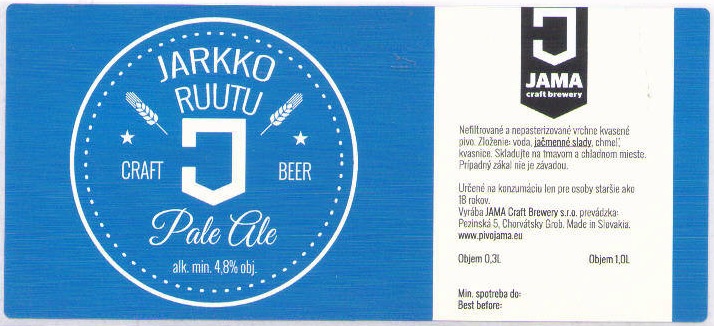 JARKKO
RUUTU
CRAFT BEER
Pale Ale
alk. min. 4,8% obj.
JAMA
craft brewery
Nefiltrované a nepasterizované vrchne kvasené
pivo. Zloženie: voda, jačmenné slady, chmeľ,
kvasnice. Skladujte na tmavom a chladnom mieste.
Prípadný zákal nie je závadou.
Určené na konzumáciu len pre osoby staršie ako
18 rokov.
Vyrába JAMA Craft Brewery s.r.o. prevádzka:
Pezinská 5, Chorvátsky Grob. Made in Slovakia.
www.pivojama.eu
Objem 0,3L Objem 1,0L
Min. spotreba do:
Best before: